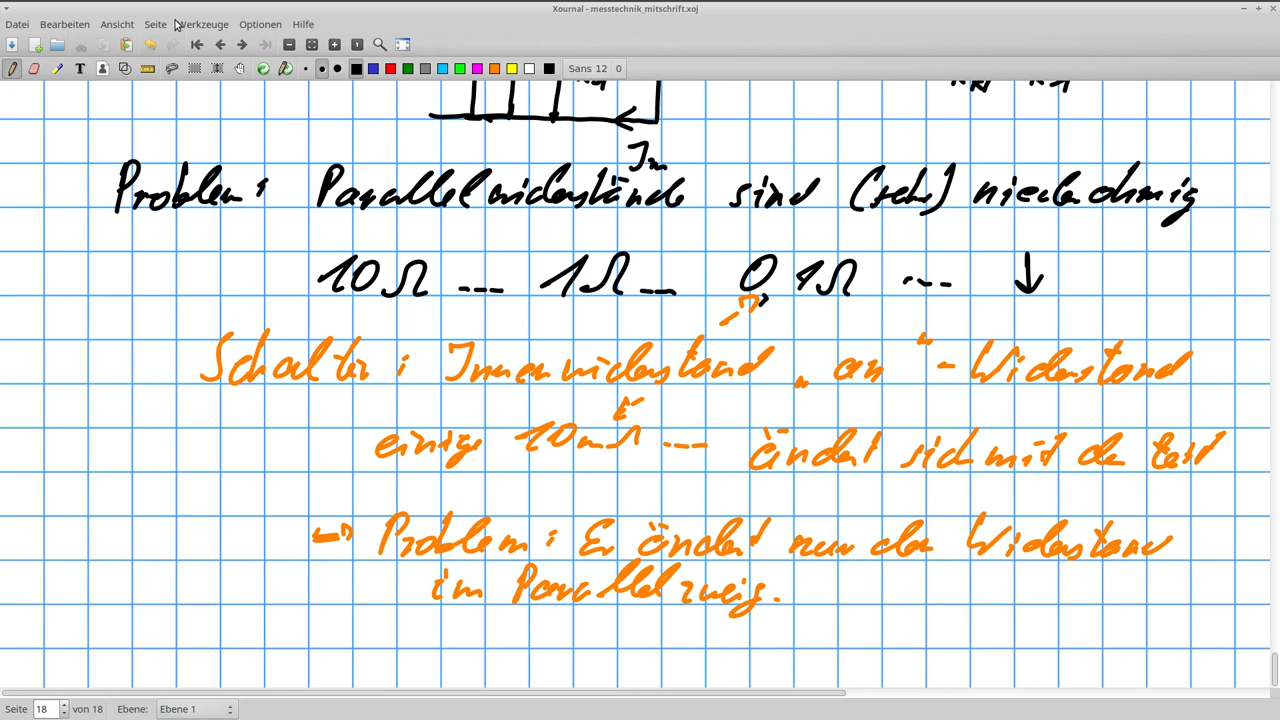 Xournal - messtechnik_mitschrift.xoj
Datei Bearbeiten Ansicht Seite Werkzeuge Optionen Hilfe
Sans 12 0
Im
Problem: Parallelwiderstände sind (sehr) niederohmig
10Ω --- 1Ω -- 0,1Ω --- ↓
Schalter: Innenwiderstand „an“-Widerstand
einige 10mΩ --- ändert sich mit der Zeit
↪ Problem: Er ändert nun den Widerstand
im Parallelzweig.
Seite 18 von 18 Ebene: Ebene 1